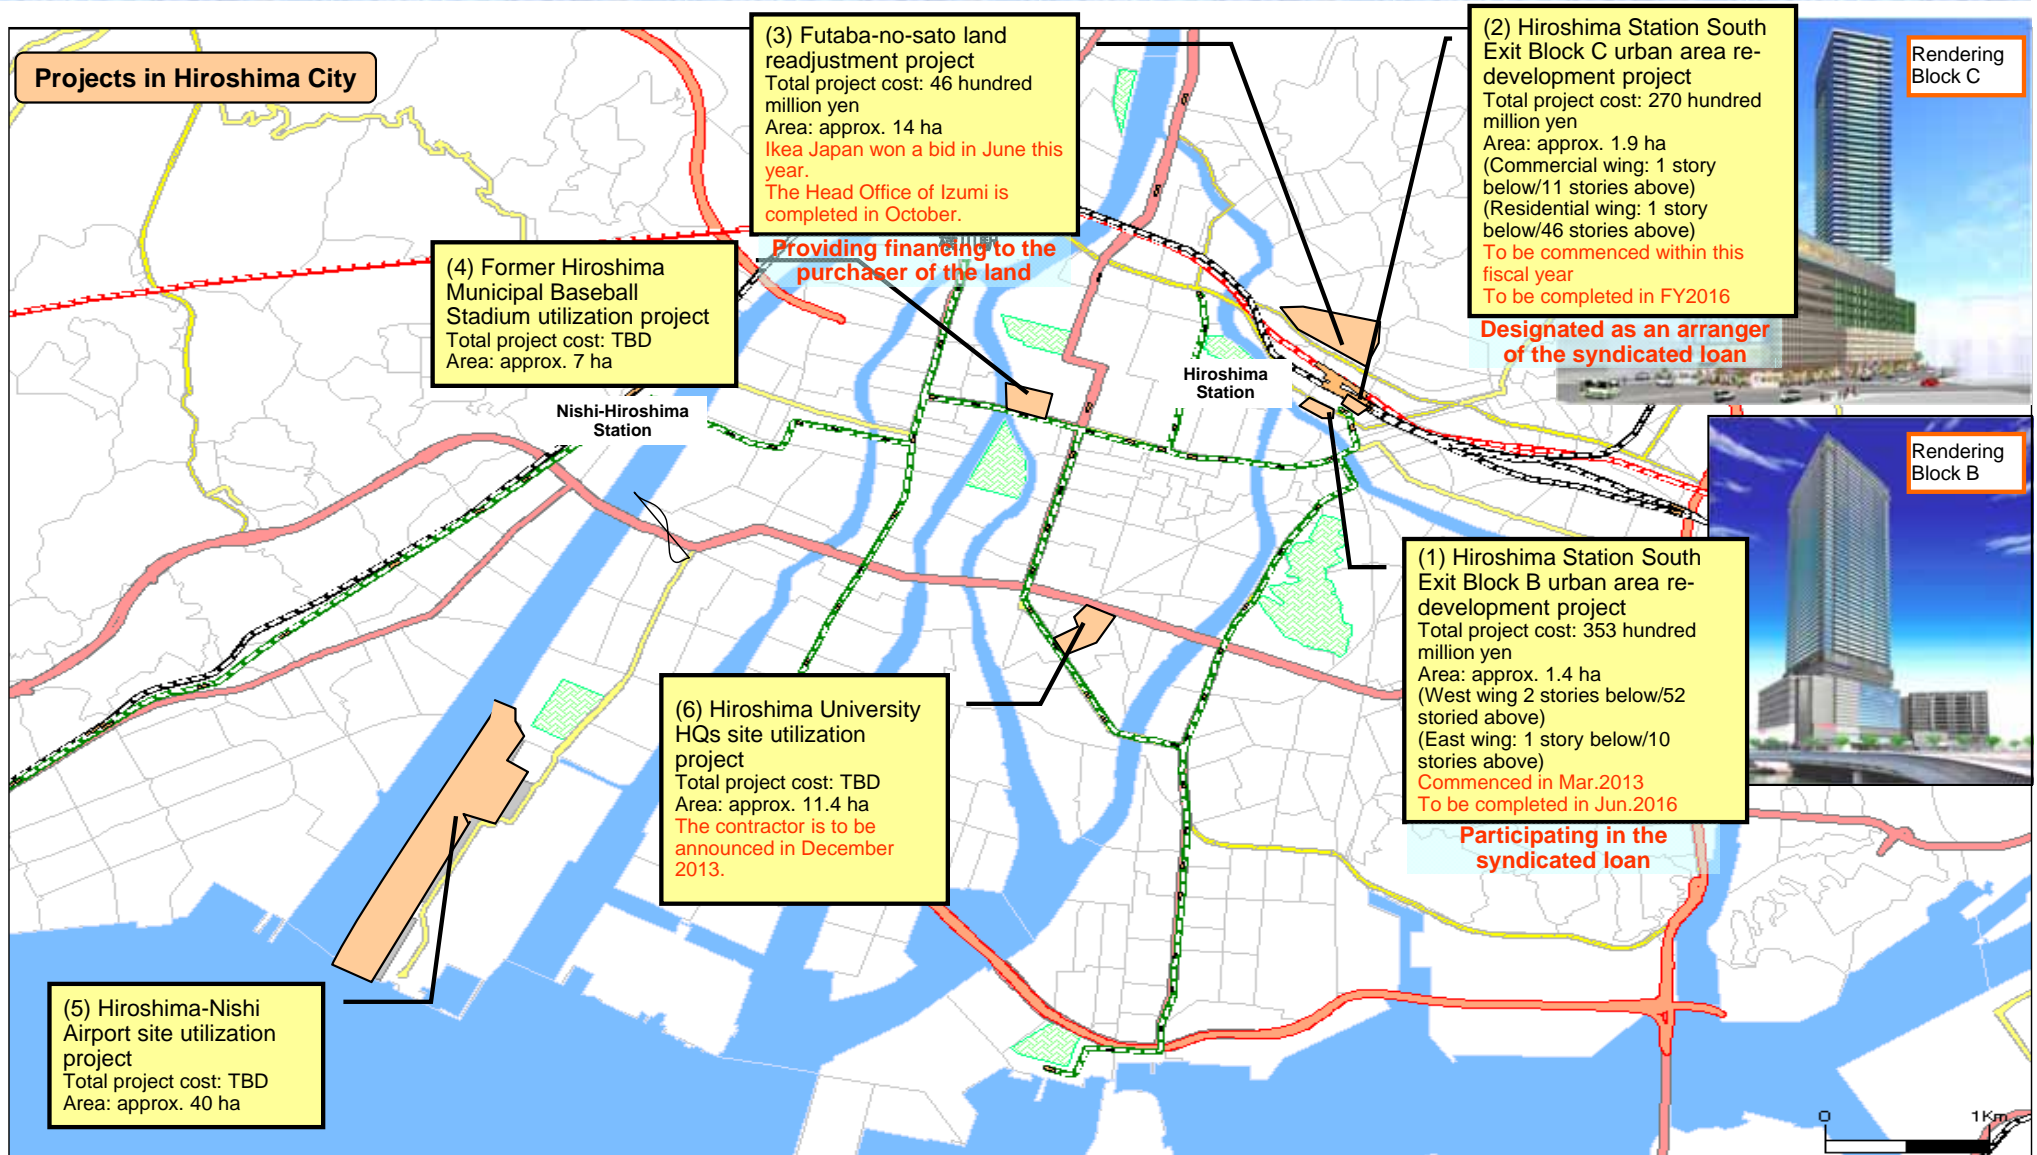 Projects in Hiroshima City
(3) Futaba-no-sato land
readjustment project
Total project cost: 46 hundred
million yen
Area: approx. 14 ha
Ikea Japan won a bid in June this
year.
The Head Office of Izumi is
completed in October.
Providing financing to the
purchaser of the land
(2) Hiroshima Station South
Exit Block C urban area re-
development project
Total project cost: 270 hundred
million yen
Area: approx. 1.9 ha
(Commercial wing: 1 story
below/11 stories above)
(Residential wing: 1 story
below/46 stories above)
To be commenced within this
fiscal year
To be completed in FY2016
Designated as an arranger
of the syndicated loan
Rendering
Block C
(4) Former Hiroshima
Municipal Baseball
Stadium utilization project
Total project cost: TBD
Area: approx. 7 ha
Nishi-Hiroshima
Station
Hiroshima
Station
Rendering
Block B
(1) Hiroshima Station South
Exit Block B urban area re-
development project
Total project cost: 353 hundred
million yen
Area: approx. 1.4 ha
(West wing 2 stories below/52
storied above)
(East wing: 1 story below/10
stories above)
Commenced in Mar.2013
To be completed in Jun.2016
Participating in the
syndicated loan
(6) Hiroshima University
HQs site utilization
project
Total project cost: TBD
Area: approx. 11.4 ha
The contractor is to be
announced in December
2013.
(5) Hiroshima-Nishi
Airport site utilization
project
Total project cost: TBD
Area: approx. 40 ha
0 1Km